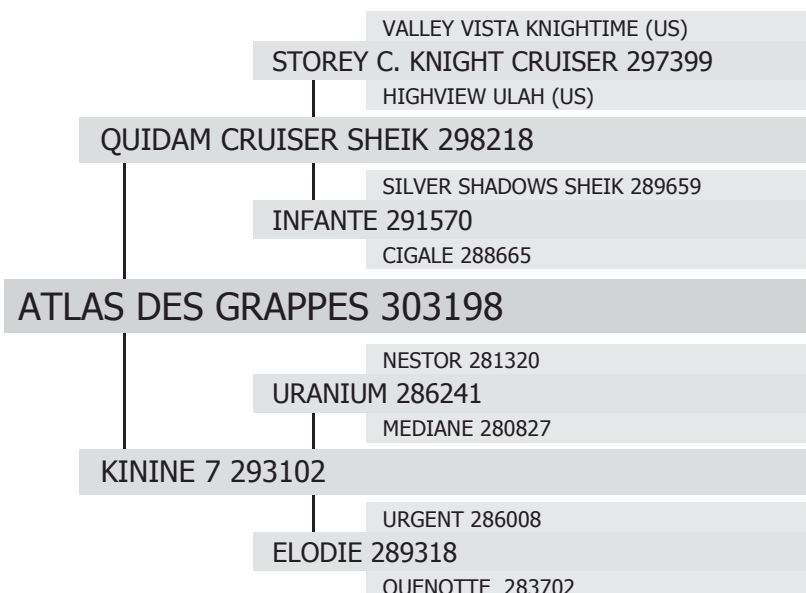 VALLEY VISTA KNIGHTIME (US)
STOREY C. KNIGHT CRUISER 297399
HIGHVIEW ULAH (US)
QUIDAM CRUISER SHEIK 298218
SILVER SHADOWS SHEIK 289659
INFANTE 291570
CIGALE 288665
ATLAS DES GRAPPES 303198
NESTOR 281320
URANIUM 286241
MEDIANE 280827
KININE 7 293102
URGENT 286008
ELODIE 289318
QUENOTTE 283702